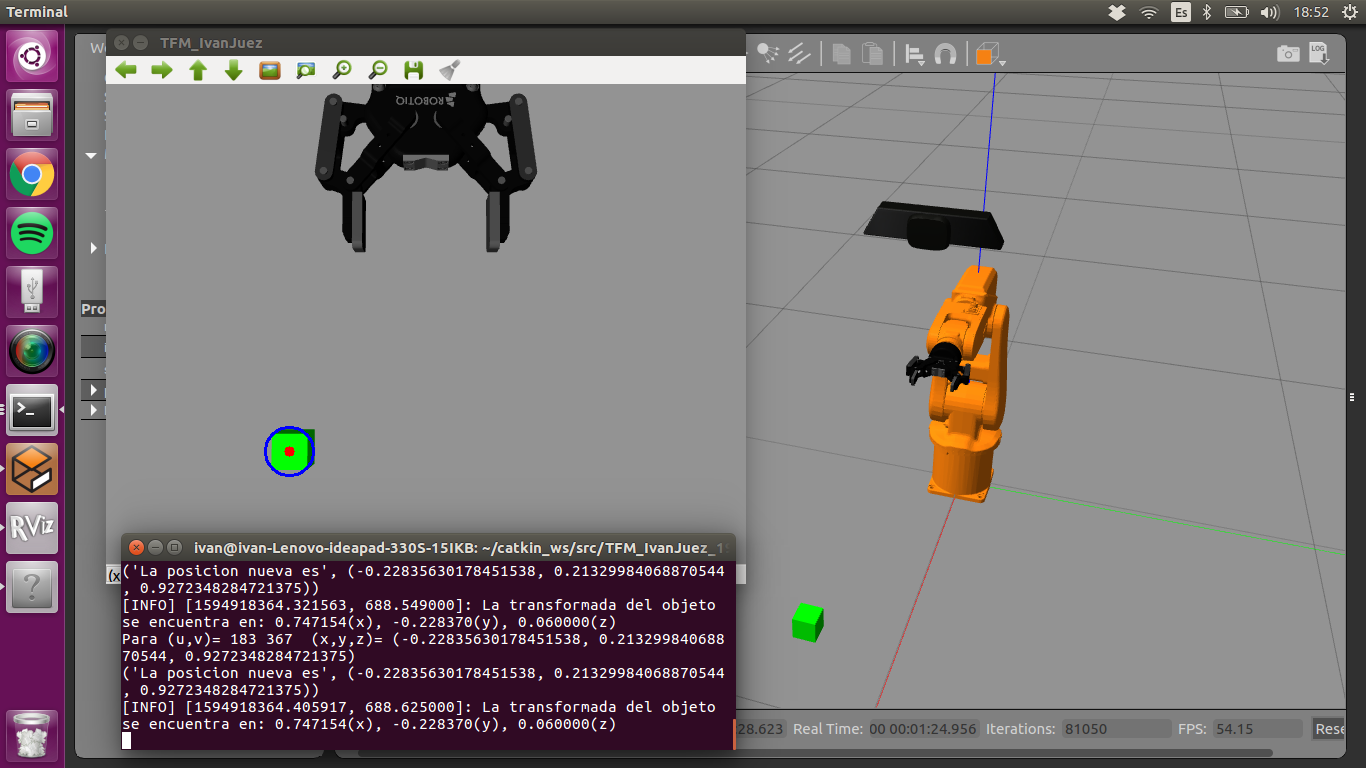 Terminal
Es
18:52
TFM_IvanJuez
LOG
ROBOTIQ
Pro
ivan@ivan-Lenovo-ideapad-330S-15IKB: ~/catkin_ws/src/TFM_IvanJuez_1
('La posicion nueva es', (-0.22835630178451538, 0.21329984068870544
, 0.9272348284721375))
[INFO] [1594918364.321563, 688.549000]: La transformada del objeto
se encuentra en: 0.747154(x), -0.228370(y), 0.060000(z)
Para (u,v)= 183 367  (x,y,z)= (-0.22835630178451538, 0.213299840688
70544, 0.9272348284721375)
('La posicion nueva es', (-0.22835630178451538, 0.21329984068870544
, 0.9272348284721375))
[INFO] [1594918364.405917, 688.625000]: La transformada del objeto
se encuentra en: 0.747154(x), -0.228370(y), 0.060000(z)
RViz
28.623 Real Time: 00 00:01:24.956 Iterations: 81050 FPS: 54.15 Rese